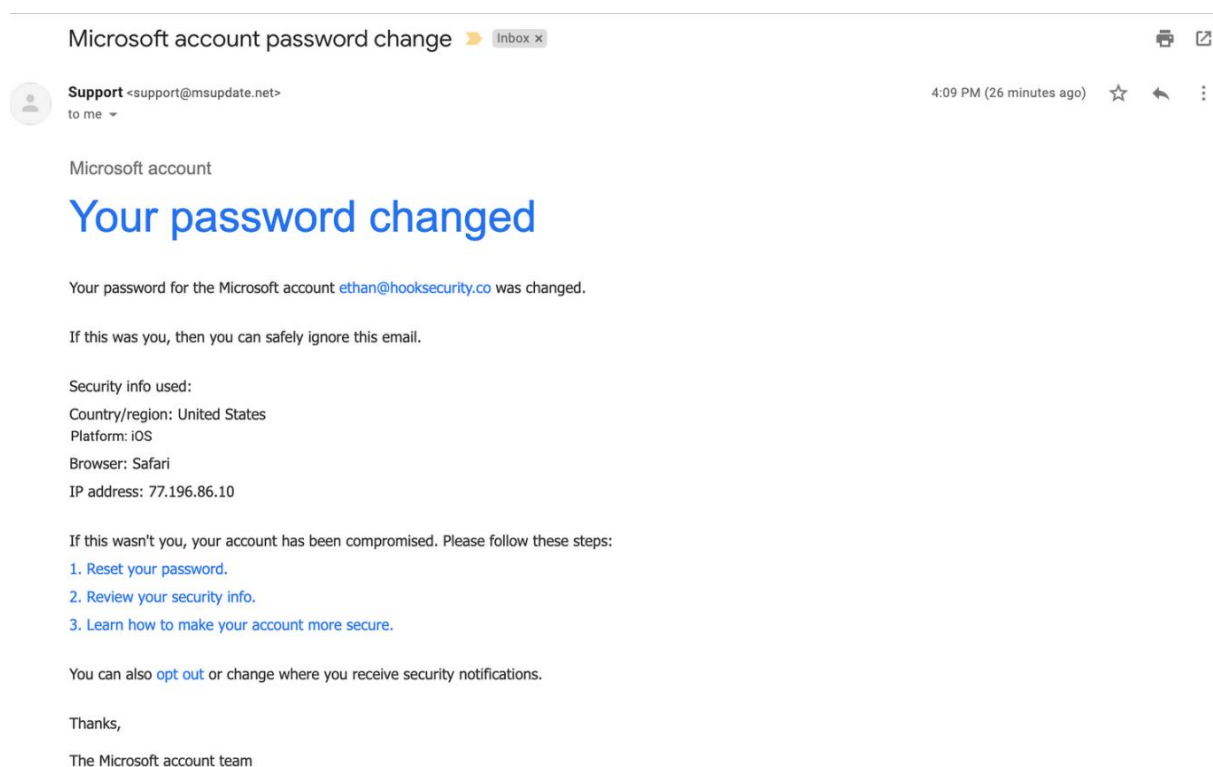 Microsoft account password change Inbox x
Support <support@msupdate.net> 4:09 PM (26 minutes ago)
to me
Microsoft account
Your password changed
Your password for the Microsoft account ethan@hooksecurity.co was changed.
If this was you, then you can safely ignore this email.
Security info used:
Country/region: United States
Platform: iOS
Browser: Safari
IP address: 77.196.86.10
If this wasn't you, your account has been compromised. Please follow these steps:
1. Reset your password.
2. Review your security info.
3. Learn how to make your account more secure.
You can also opt out or change where you receive security notifications.
Thanks,
The Microsoft account team